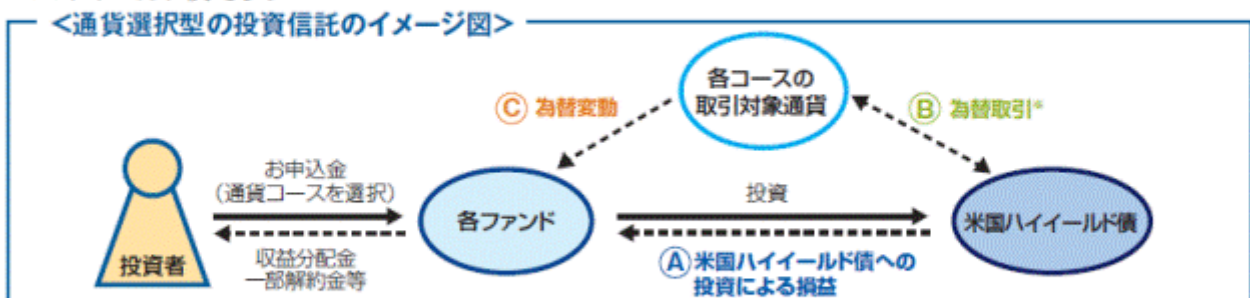 <通貨選択型の投資信託のイメージ図>
各コースの
取引対象通貨
Ⓒ 為替変動
Ⓑ 為替取引*
お申込金
(通貨コースを選択)
投資
各ファンド
米国ハイイールド債
投資者
収益分配金
一部解約金等
Ⓐ 米国ハイイールド債への
投資による損益